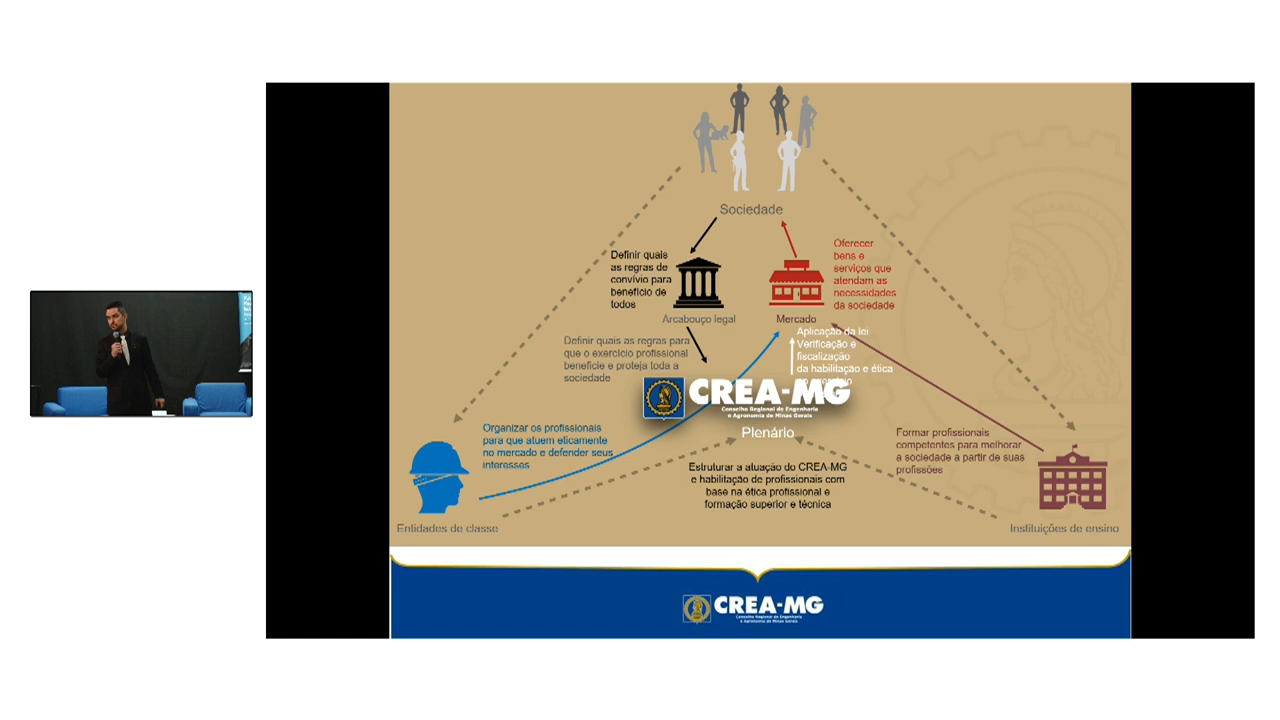 Sociedade
Definir quais
as regras de
convívio para
benefício de
todos
Oferecer
bens e
serviços que
atendam as
necessidades
da sociedade
Arcabouço legal
Mercado
Definir quais as regras para
que o exercício profissional
beneficie e proteja toda a
sociedade
Aplicação da lei
Verificação e
fiscalização
da habilitação e ética
CREA-MG
Conselho Regional de Engenharia
e Agronomia de Minas Gerais
Plenário
Organizar os profissionais
para que atuem eticamente
no mercado e defender seus
interesses
Formar profissionais
competentes para melhorar
a sociedade a partir de suas
profissões
Estruturar a atuação do CREA-MG
e habilitação de profissionais com
base na ética profissional e
formação superior e técnica
Entidades de classe
Instituições de ensino
CREA-MG
Conselho Regional de Engenharia
e Agronomia de Minas Gerais